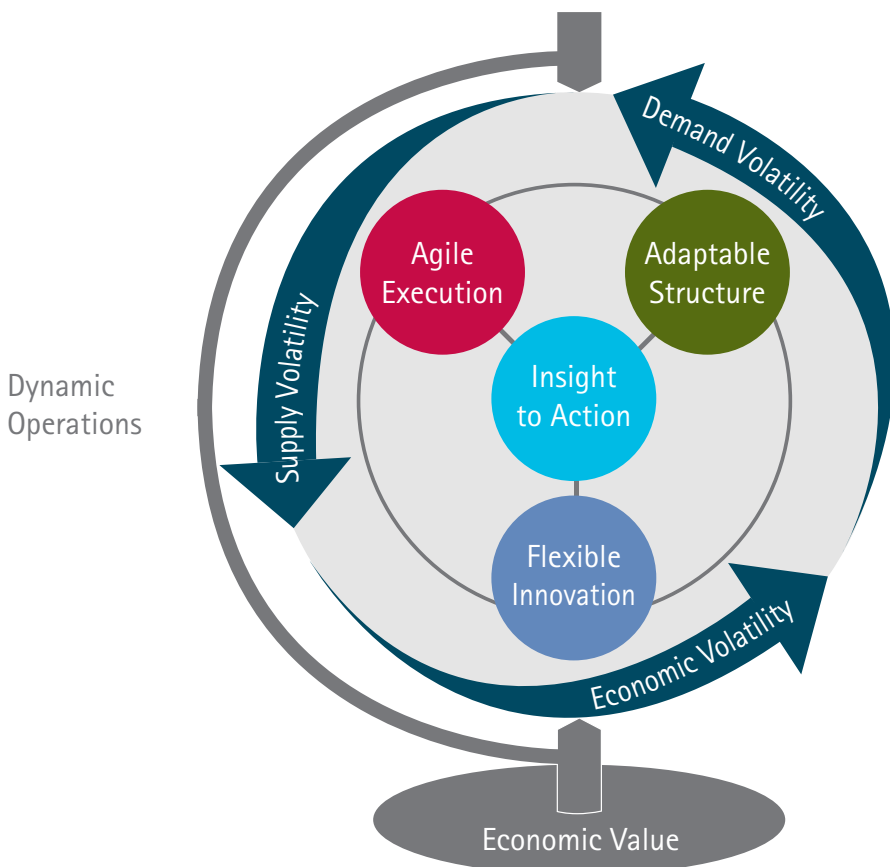 Demand Volatility
Agile
Execution
Adaptable
Structure
Supply Volatility
Insight
to Action
Dynamic
Operations
Flexible
Innovation
Economic Volatility
Economic Value